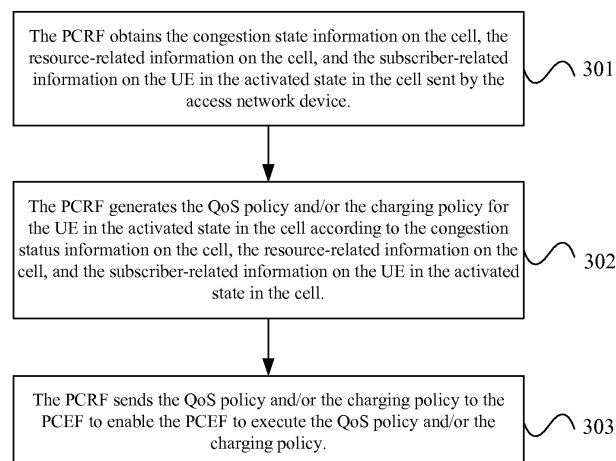 The PCRF obtains the congestion state information on the cell, the
resource-related information on the cell, and the subscriber-related
information on the UE in the activated state in the cell sent by the
access network device.
301
The PCRF generates the QoS policy and/or the charging policy for
the UE in the activated state in the cell according to the congestion
status information on the cell, the resource-related information on the
cell, and the subscriber-related information on the UE in the activated
state in the cell.
302
The PCRF sends the QoS policy and/or the charging policy to the
PCEF to enable the PCEF to execute the QoS policy and/or the
charging policy.
303